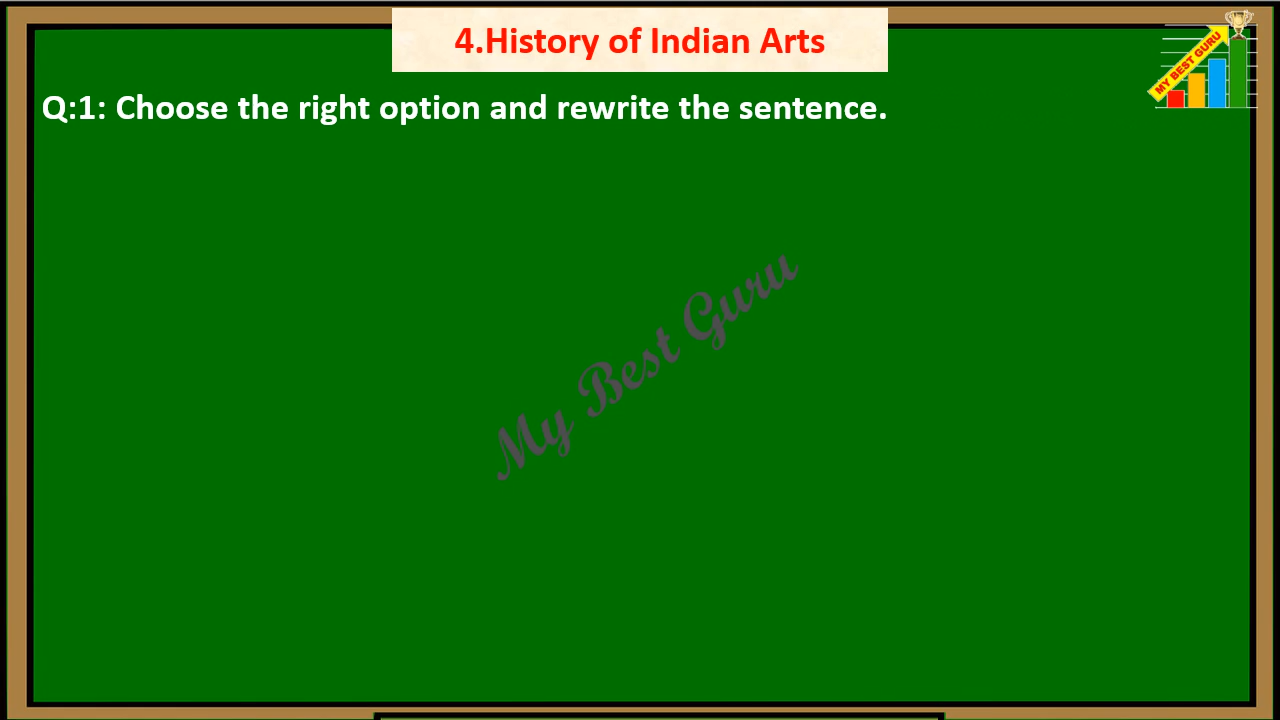 4.History of Indian Arts
MY BEST GURU
Q:1: Choose the right option and rewrite the sentence.
My Best Guru